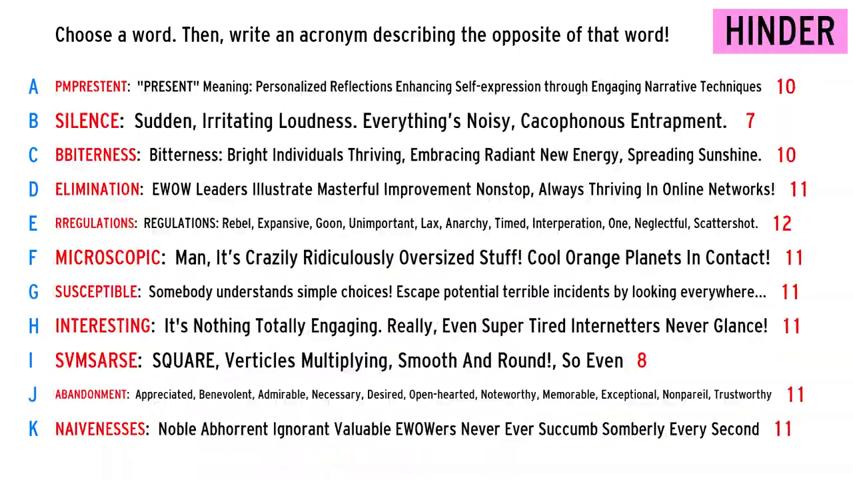 Choose a word. Then, write an acronym describing the opposite of that word!
HINDER
A PMPRESTENT: "PRESENT" Meaning: Personalized Reflections Enhancing Self-expression through Engaging Narrative Techniques 10
B SILENCE: Sudden, Irritating Loudness. Everything's Noisy, Cacophonous Entrapment. 7
C BBITERNESS: Bitterness: Bright Individuals Thriving, Embracing Radiant New Energy, Spreading Sunshine. 10
D ELIMINATION: EWOW Leaders Illustrate Masterful Improvement Nonstop, Always Thriving In Online Networks! 11
E RREGULATIONS: REGULATIONS: Rebel, Expansive, Goon, Unimportant, Lax, Anarchy, Timed, Interperation, One, Neglectful, Scattershot. 12
F MICROSCOPIC: Man, It's Crazily Ridiculously Oversized Stuff! Cool Orange Planets In Contact! 11
G SUSCEPTIBLE: Somebody understands simple choices! Escape potential terrible incidents by looking everywhere... 11
H INTERESTING: It's Nothing Totally Engaging. Really, Even Super Tired Internetters Never Glance! 11
I SVMSARSE: SQUARE, Verticles Multiplying, Smooth And Round!, So Even 8
J ABANDONMENT: Appreciated, Benevolent, Admirable, Necessary, Desired, Open-hearted, Noteworthy, Memorable, Exceptional, Nonpareil, Trustworthy 11
K NAIVENESSES: Noble Abhorrent Ignorant Valuable EWOWers Never Ever Succumb Somberly Every Second 11